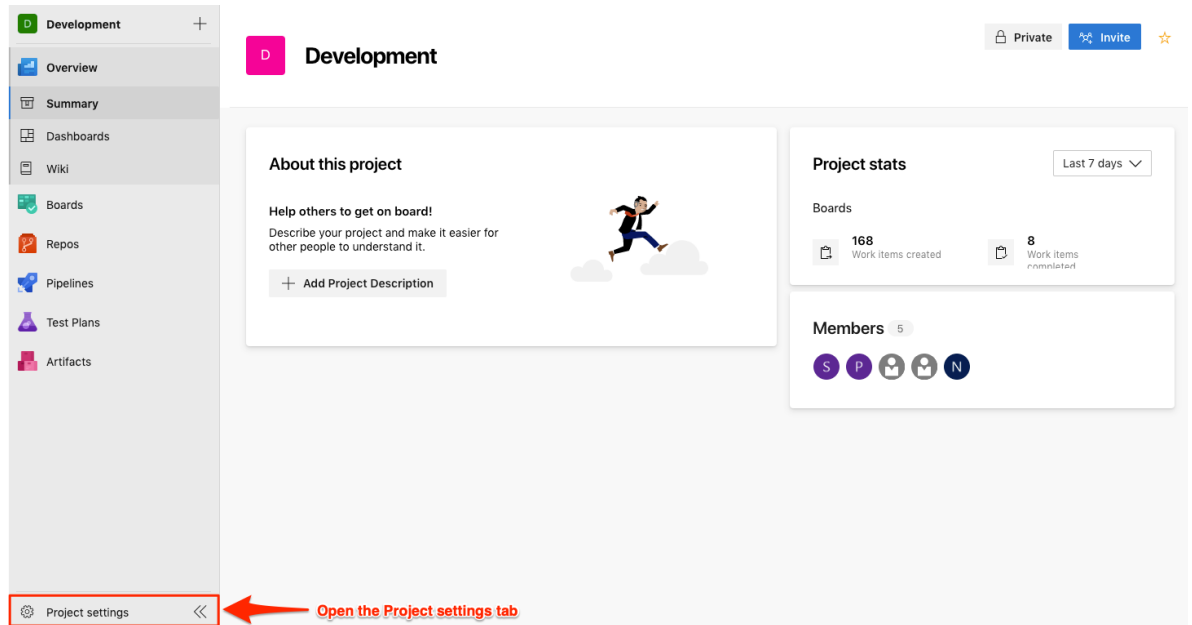 D Development
Overview
Summary
Dashboards
Wiki
Boards
Repos
Pipelines
Test Plans
Artifacts
Project settings
D
Development
Private
Invite
About this project
Help others to get on board!
Describe your project and make it easier for
other people to understand it.
Add Project Description
Project stats
Last 7 days
Boards
168
Work items created
8
Work items
completed
Members 5
S P N
Open the Project settings tab